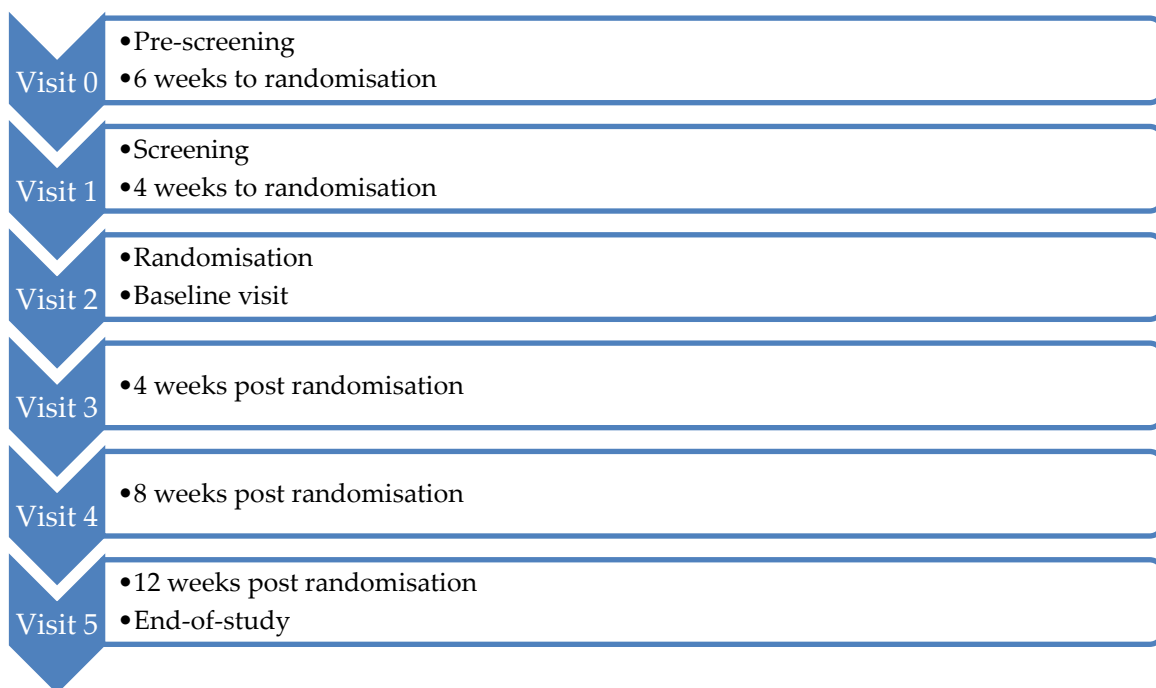 Visit 0
•Pre-screening
•6 weeks to randomisation
Visit 1
•Screening
•4 weeks to randomisation
Visit 2
•Randomisation
•Baseline visit
Visit 3
•4 weeks post randomisation
Visit 4
•8 weeks post randomisation
Visit 5
•12 weeks post randomisation
•End-of-study